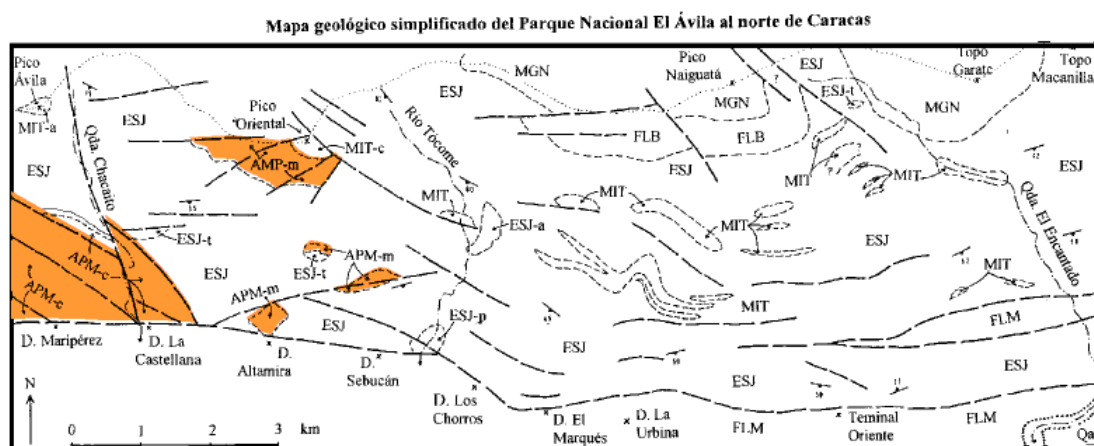 Mapa geológico simplificado del Parque Nacional El Ávila al norte de Caracas
Pico
Ávila
MIT-a
ESJ
Qda. Chacaíto
ESJ
Pico
Oriental
MIT-c
AMP-m
Río Tócome
ESJ
MGN
Pico
Naiguatá
MGN
FLB
FLB
ESJ
ESJ
ESJ-t
Topo
Garate
Topo
Macanilla
MGN
ESJ
ESJ
MIT
MIT
MIT
MIT
MIT
ESJ-a
ESJ-t
APM-c
APM-c
ESJ
ESJ-t
APM-m
APM-m
ESJ
ESJ-p
MIT
ESJ
MIT
Qda. El Encantado
FLM
ESJ
ESJ
ESJ
FLM
FLM
D. Maripérez
D. La
Castellana
D.
Altamira
D.
Sebucán
D. Los
Chorros
D. El
Marqués
D. La
Urbina
Teminal
Oriente
Qa
N
0 1 2 3 km